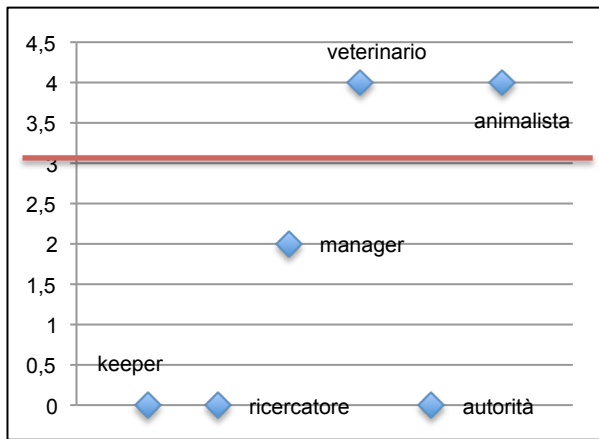 4,5
veterinario
4
animalista
3,5
3
2,5
2
manager
1,5
1
keeper
0,5
0
ricercatore
autorità